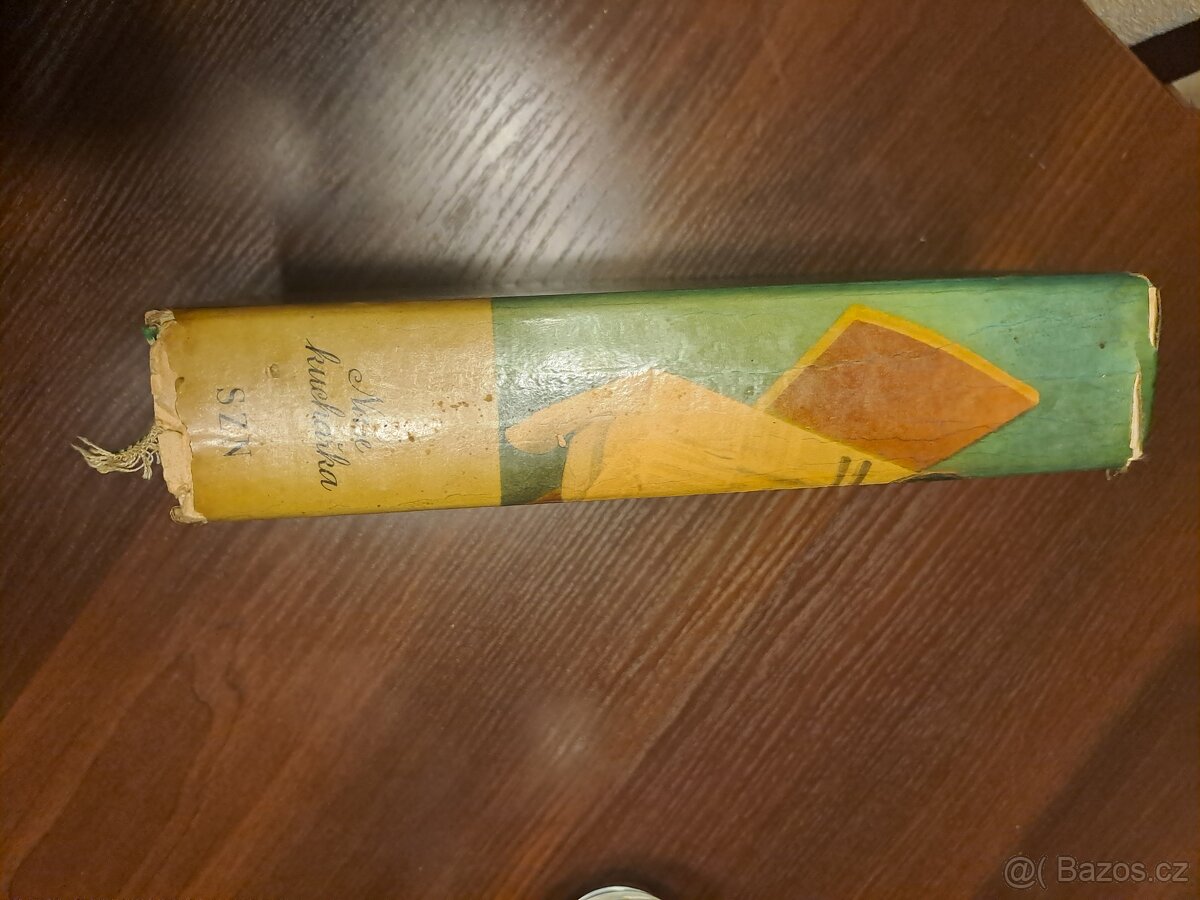 Naše
kuchařka
SZN
@( Bazos.cz